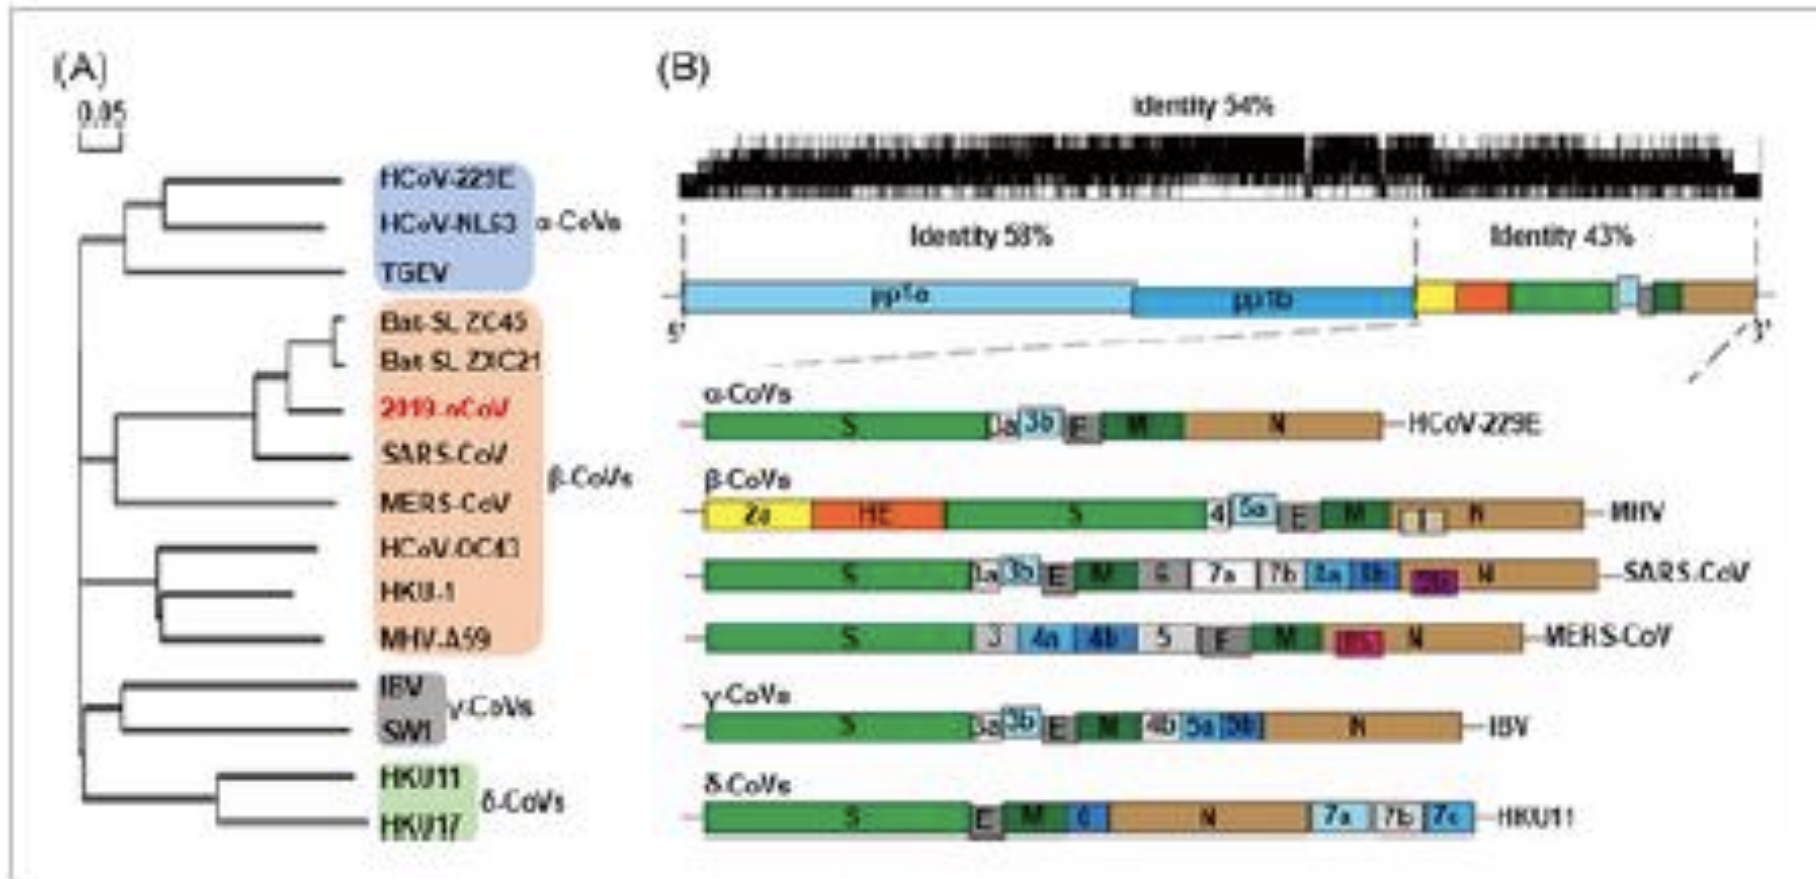 (A)
0.05
HCoV-229E
HCoV-NL63
α-CoVs
TGEV
Bat-SL ZC45
Bat-SL ZXC21
2019-nCoV
SARS-CoV
β-CoVs
MERS-CoV
HCoV-OC43
HKU-1
MHV-A59
IBV
γ-CoVs
SW1
HKU11
δ-CoVs
HKU17
(B)
Identity 54%
Identity 58% Identity 43%
pp1a pp1b
5' 3'
α-CoVs
S 3a 3b E M N HCoV-229E
β-CoVs
2a HE S 4 5a E M I N MHV
S 3a 3b E M 6 7a 7b 8a 8b N SARS-CoV
S 3 4a 4b 5 E M N MERS-CoV
γ-CoVs
S 3a 3b E M 4b 5a 5b N IBV
δ-CoVs
S E M 6 N 7a 7b 7c HKU11